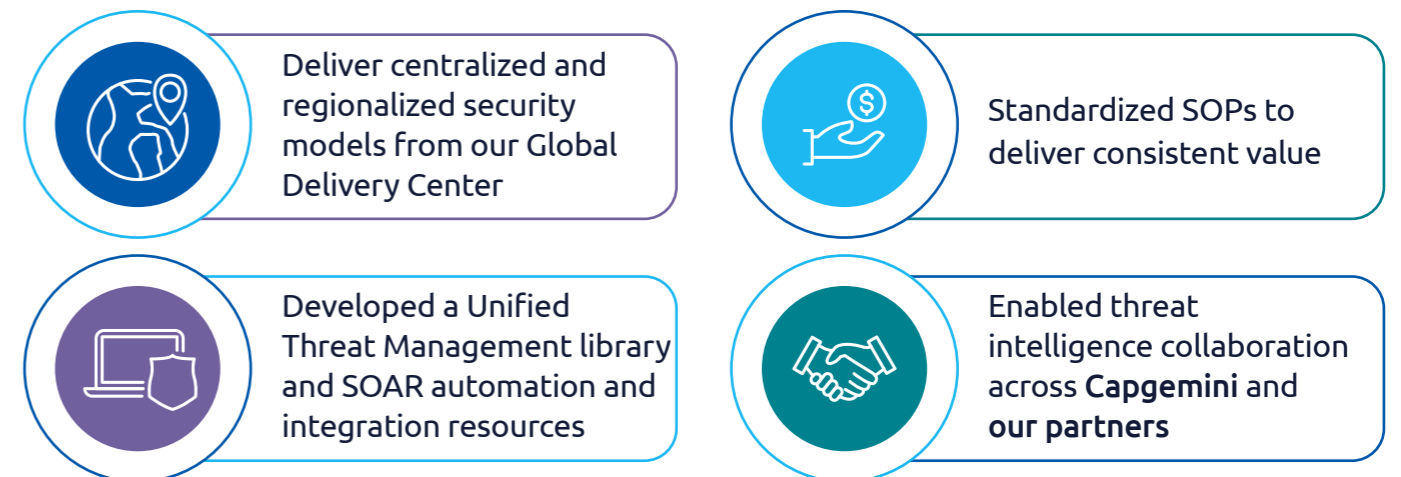 Deliver centralized and
regionalized security
models from our Global
Delivery Center
$
Standardized SOPs to
deliver consistent value
Developed a Unified
Threat Management library
and SOAR automation and
integration resources
Enabled threat
intelligence collaboration
across Capgemini and
our partners